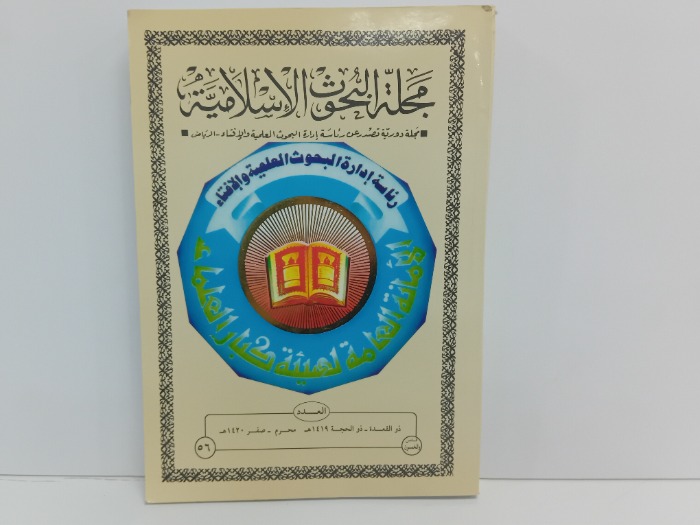 مجلة البحوث الإسلامية
■ مجلة دورية تصدر عن رئاسة إدارة البحوث العلمية والإفتاء - الرياض ■
رئاسة إدارة البحوث العلمية والإفتاء
الأمانة العامة لهيئة كبار العلماء
العدد
ذو القعدة - ذو الحجة ١٤١٩هـ محرم - صفر ١٤٢٠هـ
٥٦